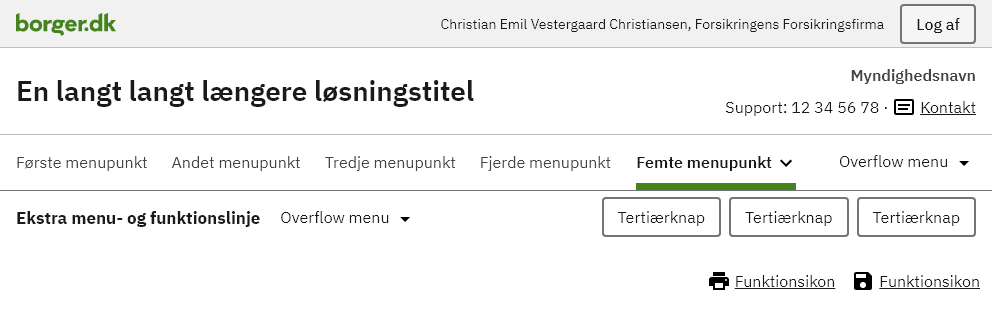 borger.dk
Christian Emil Vestergaard Christiansen, Forsikringens Forsikringsfirma
Log af
En langt langt længere løsningstitel
Myndighedsnavn
Support: 12 34 56 78 · Kontakt
Første menupunkt Andet menupunkt Tredje menupunkt Fjerde menupunkt Femte menupunkt Overflow menu
Ekstra menu- og funktionslinje Overflow menu Tertiærknap Tertiærknap Tertiærknap
Funktionsikon Funktionsikon